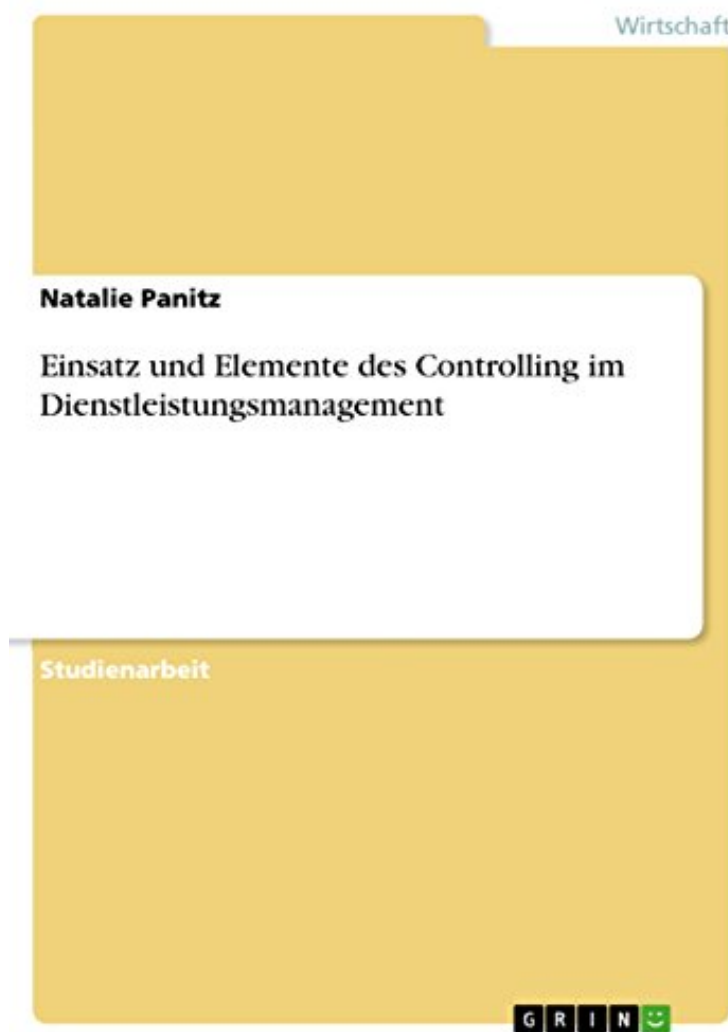 Wirtschaft
Natalie Panitz
Einsatz und Elemente des Controlling im
Dienstleistungsmanagement
Studienarbeit
GRIN